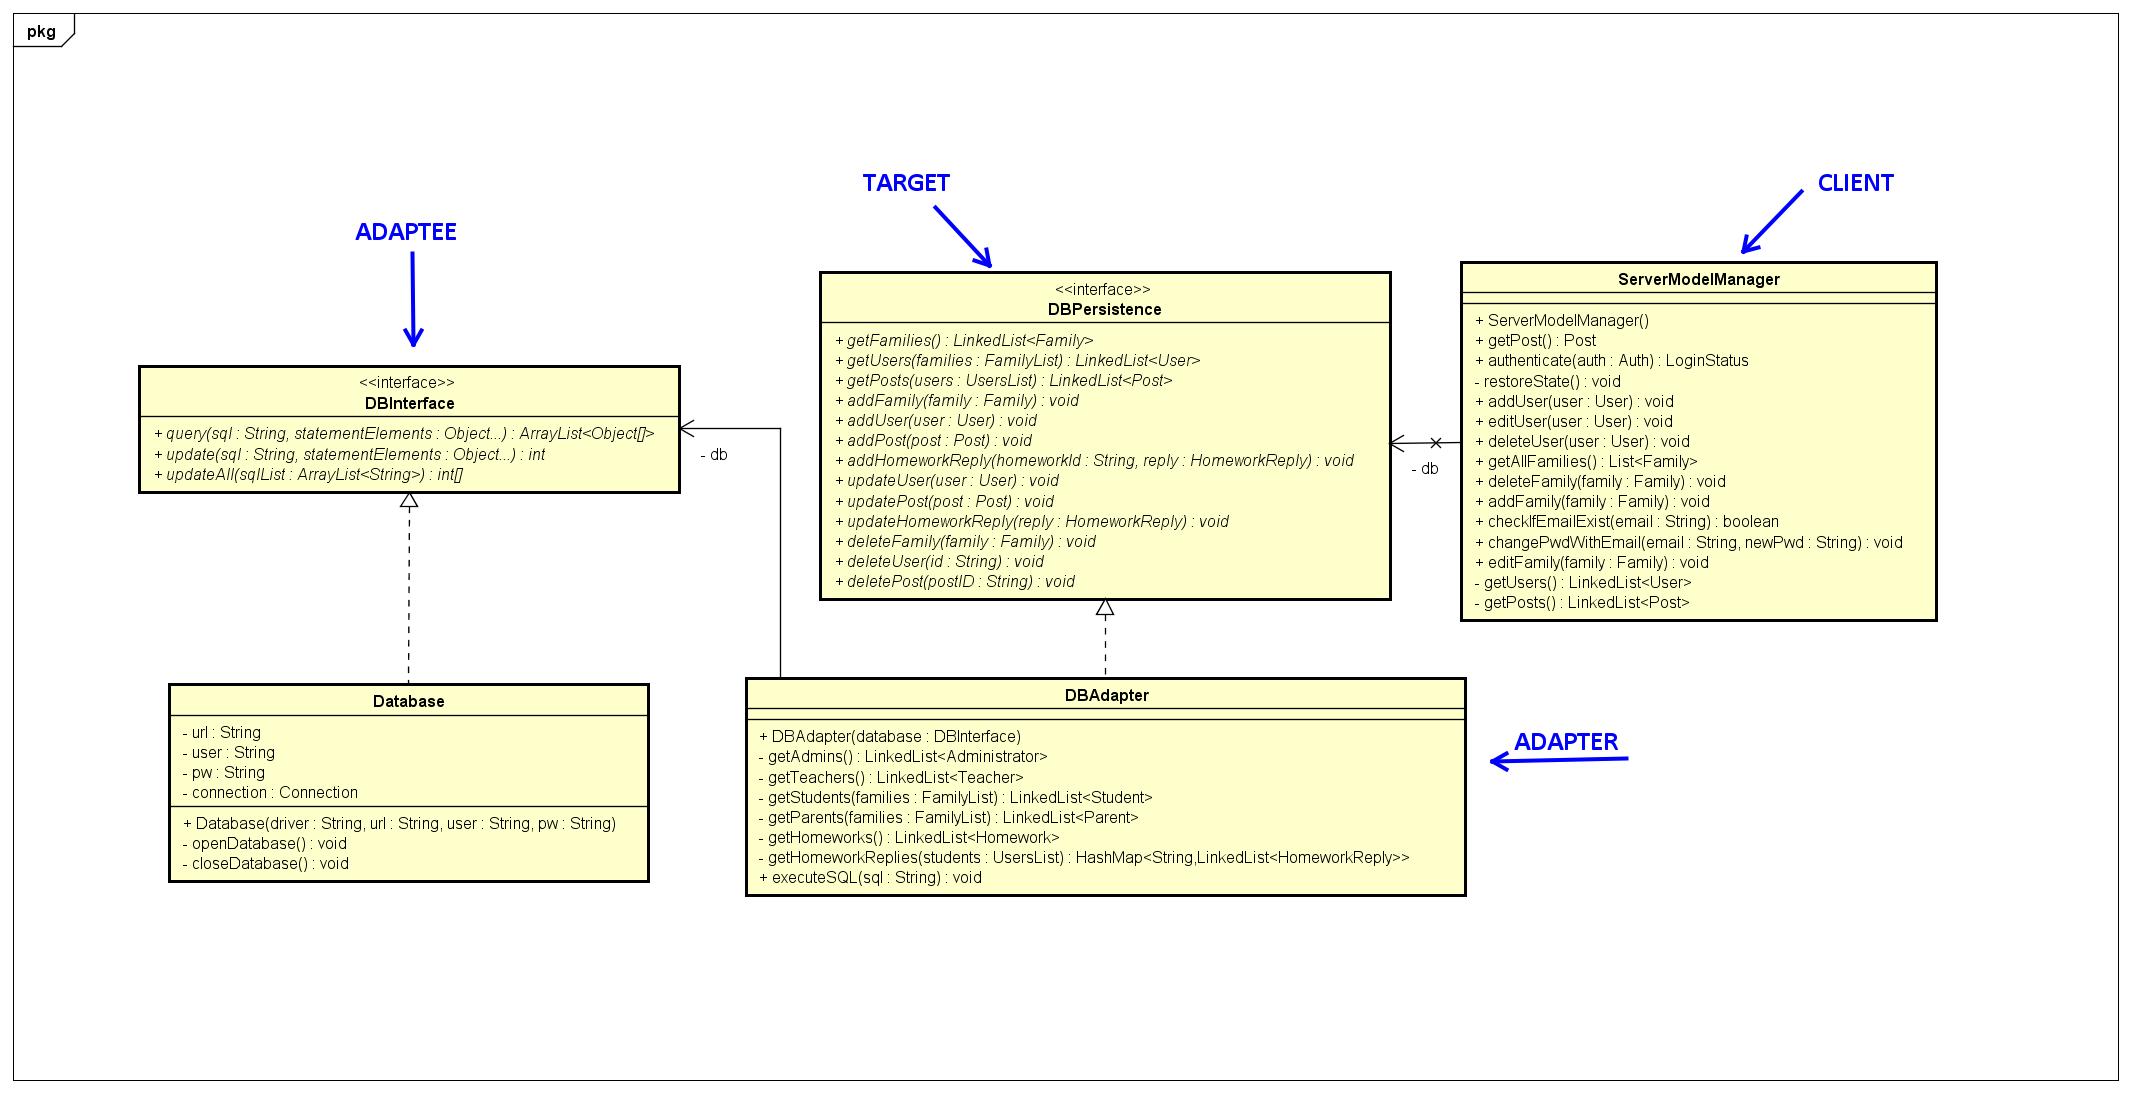 pkg
ADAPTEE
TARGET
CLIENT
<<interface>>
DBInterface
+ query(sql : String, statementElements : Object...) : ArrayList<Object[]>
+ update(sql : String, statementElements : Object...) : int
+ updateAll(sqlList : ArrayList<String>) : int[]
- db
<<interface>>
DBPersistence
+ getFamilies() : LinkedList<Family>
+ getUsers(families : FamilyList) : LinkedList<User>
+ getPosts(users : UsersList) : LinkedList<Post>
+ addFamily(family : Family) : void
+ addUser(user : User) : void
+ addPost(post : Post) : void
+ addHomeworkReply(homeworkId : String, reply : HomeworkReply) : void
+ updateUser(user : User) : void
+ updatePost(post : Post) : void
+ updateHomeworkReply(reply : HomeworkReply) : void
+ deleteFamily(family : Family) : void
+ deleteUser(id : String) : void
+ deletePost(postID : String) : void
- db
ServerModelManager
+ ServerModelManager()
+ getPost() : Post
+ authenticate(auth : Auth) : LoginStatus
- restoreState() : void
+ addUser(user : User) : void
+ editUser(user : User) : void
+ deleteUser(user : User) : void
+ getAllFamilies() : List<Family>
+ deleteFamily(family : Family) : void
+ addFamily(family : Family) : void
+ checkIfEmailExist(email : String) : boolean
+ changePwdWithEmail(email : String, newPwd : String) : void
+ editFamily(family : Family) : void
- getUsers() : LinkedList<User>
- getPosts() : LinkedList<Post>
Database
- url : String
- user : String
- pw : String
- connection : Connection
+ Database(driver : String, url : String, user : String, pw : String)
- openDatabase() : void
- closeDatabase() : void
DBAdapter
+ DBAdapter(database : DBInterface)
- getAdmins() : LinkedList<Administrator>
- getTeachers() : LinkedList<Teacher>
- getStudents(families : FamilyList) : LinkedList<Student>
- getParents(families : FamilyList) : LinkedList<Parent>
- getHomeworks() : LinkedList<Homework>
- getHomeworkReplies(students : UsersList) : HashMap<String,LinkedList<HomeworkReply>>
+ executeSQL(sql : String) : void
ADAPTER